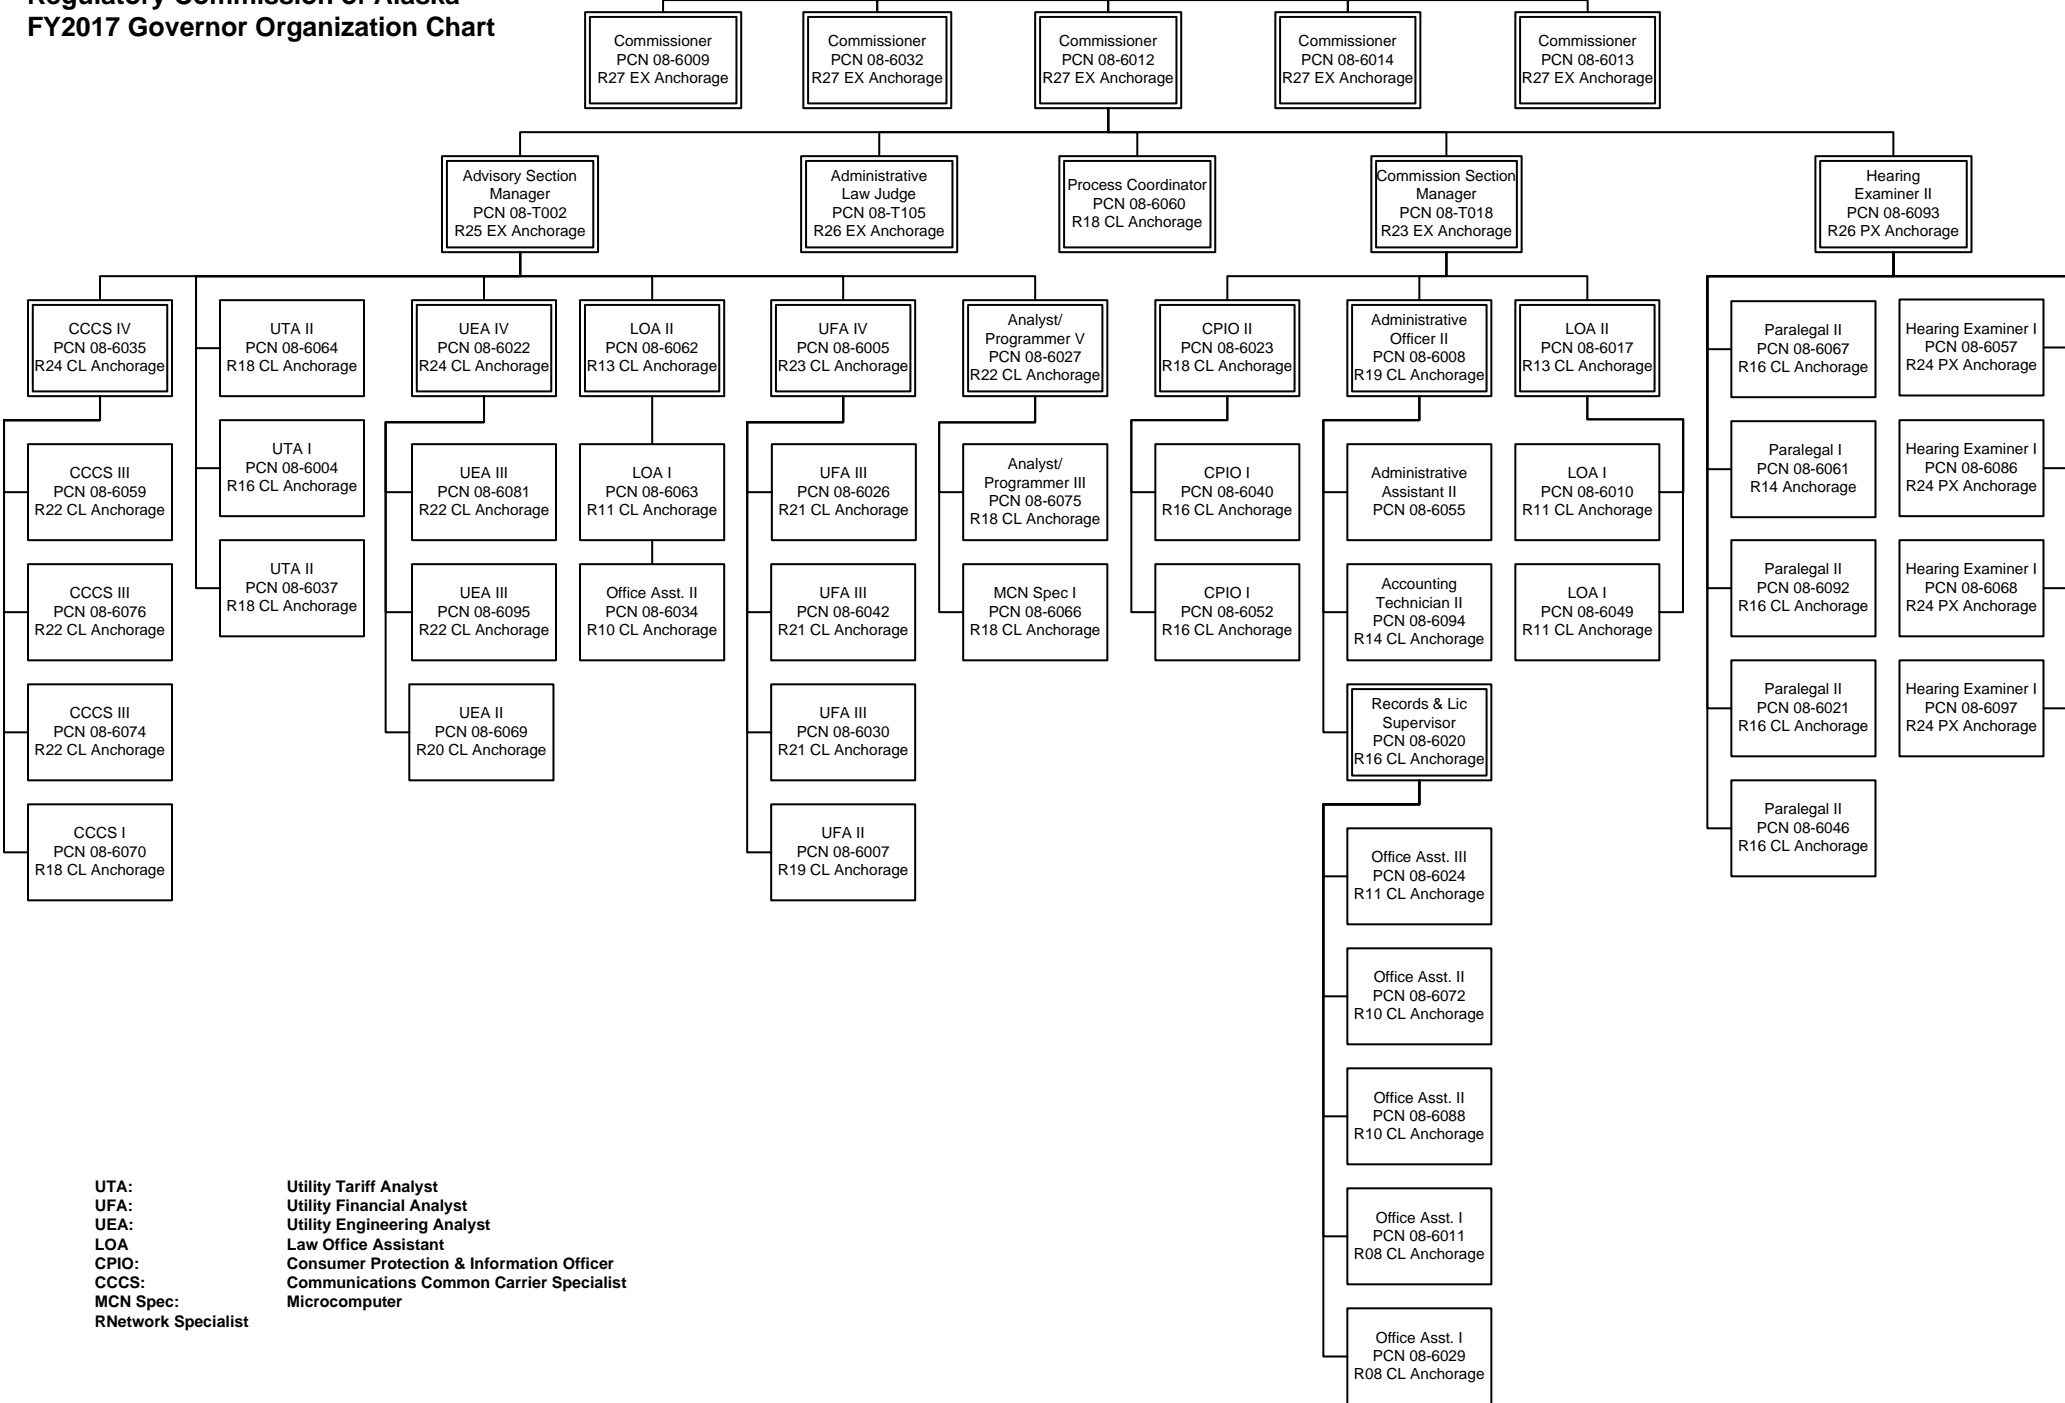 Regulatory Commission of Alaska
FY2017 Governor Organization Chart
Commissioner
PCN 08-6009
R27 EX Anchorage
Commissioner
PCN 08-6032
R27 EX Anchorage
Commissioner
PCN 08-6012
R27 EX Anchorage
Commissioner
PCN 08-6014
R27 EX Anchorage
Commissioner
PCN 08-6013
R27 EX Anchorage
Advisory Section
Manager
PCN 08-T002
R25 EX Anchorage
Administrative
Law Judge
PCN 08-T105
R26 EX Anchorage
Process Coordinator
PCN 08-6060
R18 CL Anchorage
Commission Section
Manager
PCN 08-T018
R23 EX Anchorage
Hearing
Examiner II
PCN 08-6093
R26 PX Anchorage
CCCS IV
PCN 08-6035
R24 CL Anchorage
UTA II
PCN 08-6064
R18 CL Anchorage
UEA IV
PCN 08-6022
R24 CL Anchorage
LOA II
PCN 08-6062
R13 CL Anchorage
UFA IV
PCN 08-6005
R23 CL Anchorage
Analyst/
Programmer V
PCN 08-6027
R22 CL Anchorage
CPIO II
PCN 08-6023
R18 CL Anchorage
Administrative
Officer II
PCN 08-6008
R19 CL Anchorage
LOA II
PCN 08-6017
R13 CL Anchorage
Paralegal II
PCN 08-6067
R16 CL Anchorage
Hearing Examiner I
PCN 08-6057
R24 PX Anchorage
CCCS III
PCN 08-6059
R22 CL Anchorage
UTA I
PCN 08-6004
R16 CL Anchorage
UEA III
PCN 08-6081
R22 CL Anchorage
LOA I
PCN 08-6063
R11 CL Anchorage
UFA III
PCN 08-6026
R21 CL Anchorage
Analyst/
Programmer III
PCN 08-6075
R18 CL Anchorage
CPIO I
PCN 08-6040
R16 CL Anchorage
Administrative
Assistant II
PCN 08-6055
LOA I
PCN 08-6010
R11 CL Anchorage
Paralegal I
PCN 08-6061
R14 Anchorage
Hearing Examiner I
PCN 08-6086
R24 PX Anchorage
CCCS III
PCN 08-6076
R22 CL Anchorage
UTA II
PCN 08-6037
R18 CL Anchorage
UEA III
PCN 08-6095
R22 CL Anchorage
Office Asst. II
PCN 08-6034
R10 CL Anchorage
UFA III
PCN 08-6042
R21 CL Anchorage
MCN Spec I
PCN 08-6066
R18 CL Anchorage
CPIO I
PCN 08-6052
R16 CL Anchorage
Accounting
Technician II
PCN 08-6094
R14 CL Anchorage
LOA I
PCN 08-6049
R11 CL Anchorage
Paralegal II
PCN 08-6092
R16 CL Anchorage
Hearing Examiner I
PCN 08-6068
R24 PX Anchorage
CCCS III
PCN 08-6074
R22 CL Anchorage
UEA II
PCN 08-6069
R20 CL Anchorage
UFA III
PCN 08-6030
R21 CL Anchorage
Records & Lic
Supervisor
PCN 08-6020
R16 CL Anchorage
Paralegal II
PCN 08-6021
R16 CL Anchorage
Hearing Examiner I
PCN 08-6097
R24 PX Anchorage
CCCS I
PCN 08-6070
R18 CL Anchorage
UFA II
PCN 08-6007
R19 CL Anchorage
Paralegal II
PCN 08-6046
R16 CL Anchorage
Office Asst. III
PCN 08-6024
R11 CL Anchorage
Office Asst. II
PCN 08-6072
R10 CL Anchorage
Office Asst. II
PCN 08-6088
R10 CL Anchorage
Office Asst. I
PCN 08-6011
R08 CL Anchorage
Office Asst. I
PCN 08-6029
R08 CL Anchorage
UTA: Utility Tariff Analyst
UFA: Utility Financial Analyst
UEA: Utility Engineering Analyst
LOA Law Office Assistant
CPIO: Consumer Protection & Information Officer
CCCS: Communications Common Carrier Specialist
MCN Spec: Microcomputer
RNetwork Specialist